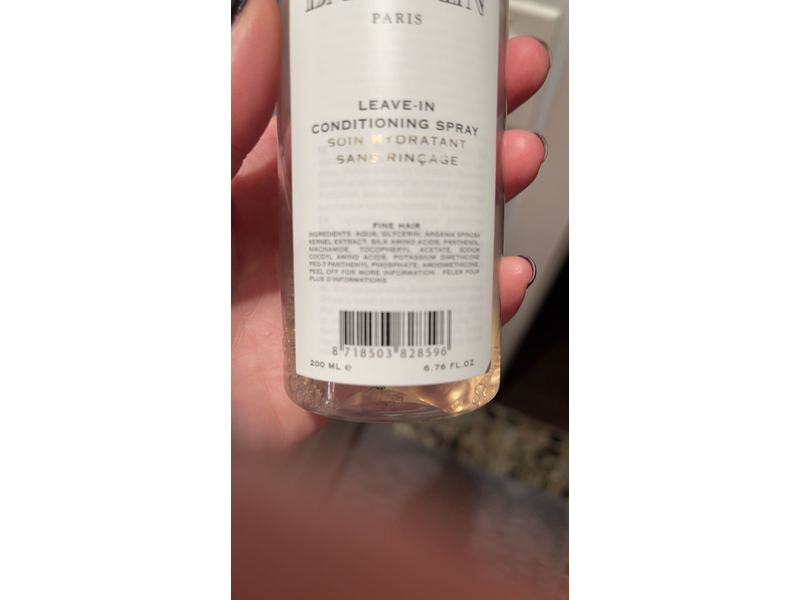 PARIS
LEAVE-IN
CONDITIONING SPRAY
SOIN HYDRATANT
SANS RINÇAGE
FINE HAIR
INGREDIENTS: AQUA, GLYCERIN, ARGANIA SPINOSA
KERNEL EXTRACT, SILK AMINO ACIDS, PANTHENOL,
NIACINAMIDE, TOCOPHERYL ACETATE, SODIUM
COCOYL AMINO ACIDS, POTASSIUM DIMETHICONE
PEG-7 PANTHENYL PHOSPHATE, AMODIMETHICONE,
PEEL OFF FOR MORE INFORMATION PELER POUR
PLUS D'INFORMATIONS
8 718503 828596
200 ML e 6.76 FL.OZ